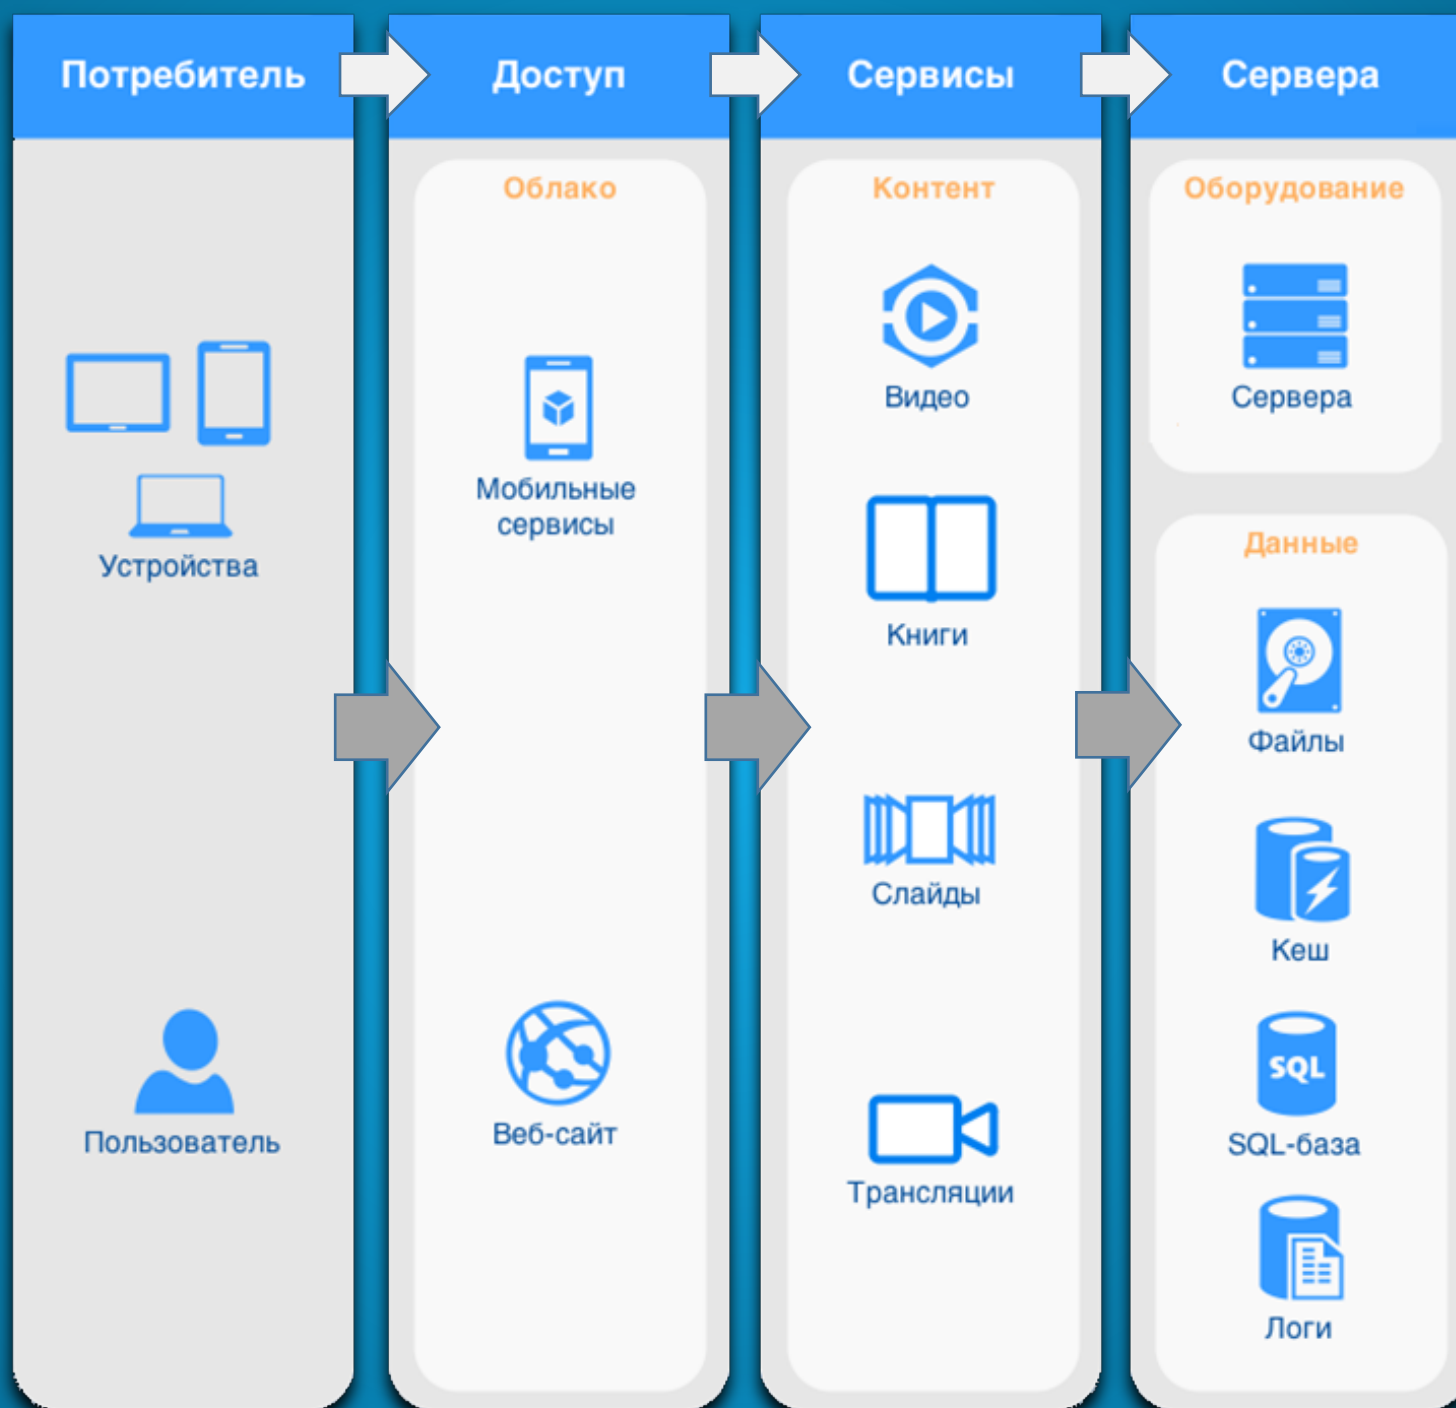 Потребитель
Устройства
Пользователь
Доступ
Облако
Мобильные
сервисы
Веб-сайт
Сервисы
Контент
Видео
Книги
Слайды
Трансляции
Сервера
Оборудование
Сервера
Данные
Файлы
Кеш
SQL
SQL-база
Логи